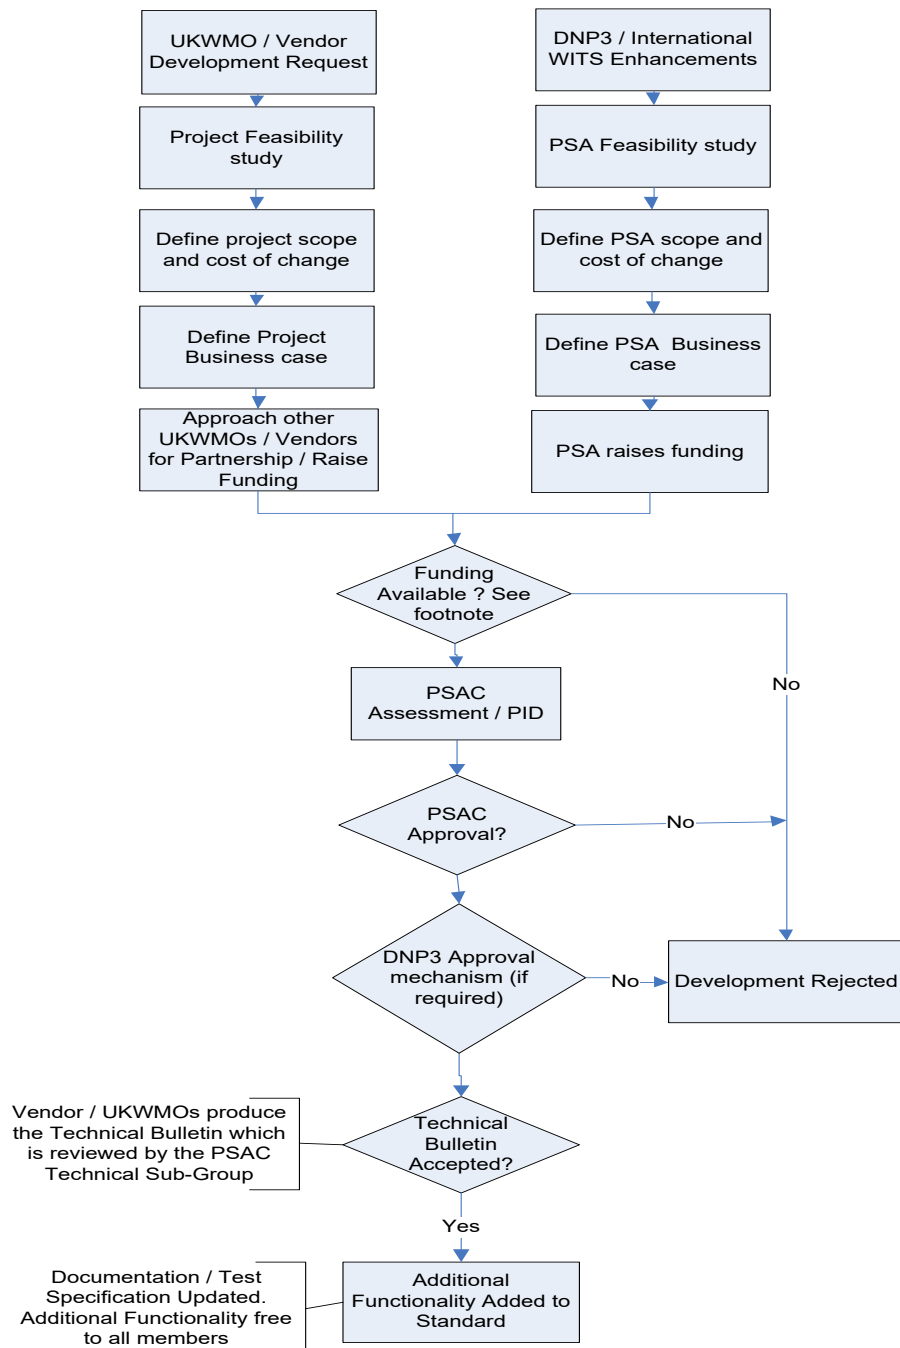 UKWMO / Vendor
Development Request
DNP3 / International
WITS Enhancements
Project Feasibility
study
PSA Feasibility study
Define project scope
and cost of change
Define PSA scope and
cost of change
Define Project
Business case
Define PSA  Business
case
Approach other
UKWMOs / Vendors
for Partnership / Raise
Funding
PSA raises funding
Funding
Available ? See
footnote
No
PSAC
Assessment / PID
PSAC
Approval?
No
DNP3 Approval
mechanism (if
required)
No
Development Rejected
Vendor / UKWMOs produce
the Technical Bulletin which
is reviewed by the PSAC
Technical Sub-Group
Technical
Bulletin
Accepted?
Yes
Documentation / Test
Specification Updated.
Additional Functionality free
to all members
Additional
Functionality Added to
Standard